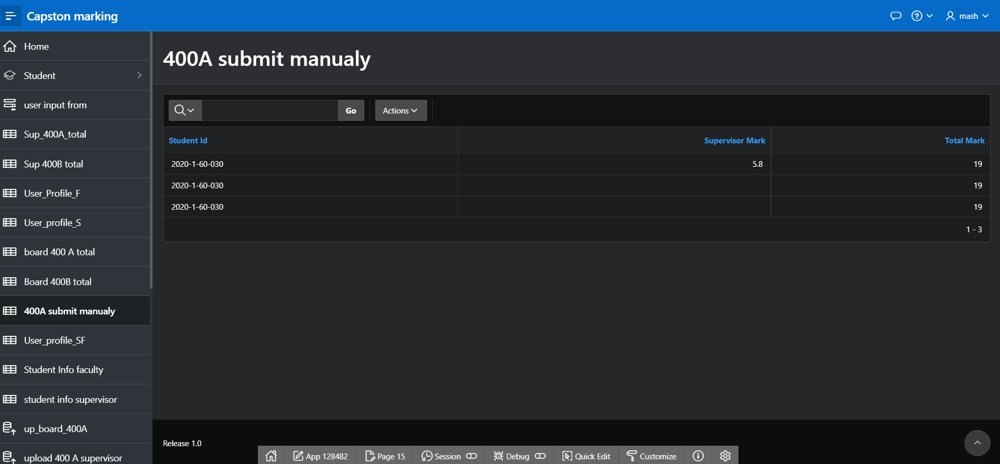 Capston marking
mash
Home
Student
user input from
Sup_400A_total
Sup 400B total
User_Profile_F
User_profile_S
board 400 A total
Board 400B total
400A submit manualy
User_profile_SF
Student Info faculty
student info supervisor
up_board_400A
upload 400 A supervisor
400A submit manualy
Go
Actions
Student Id Supervisor Mark Total Mark
2020-1-60-030 5.8 19
2020-1-60-030 19
2020-1-60-030 19
1 - 3
Release 1.0
App 128482 Page 15 Session Debug Quick Edit Customize